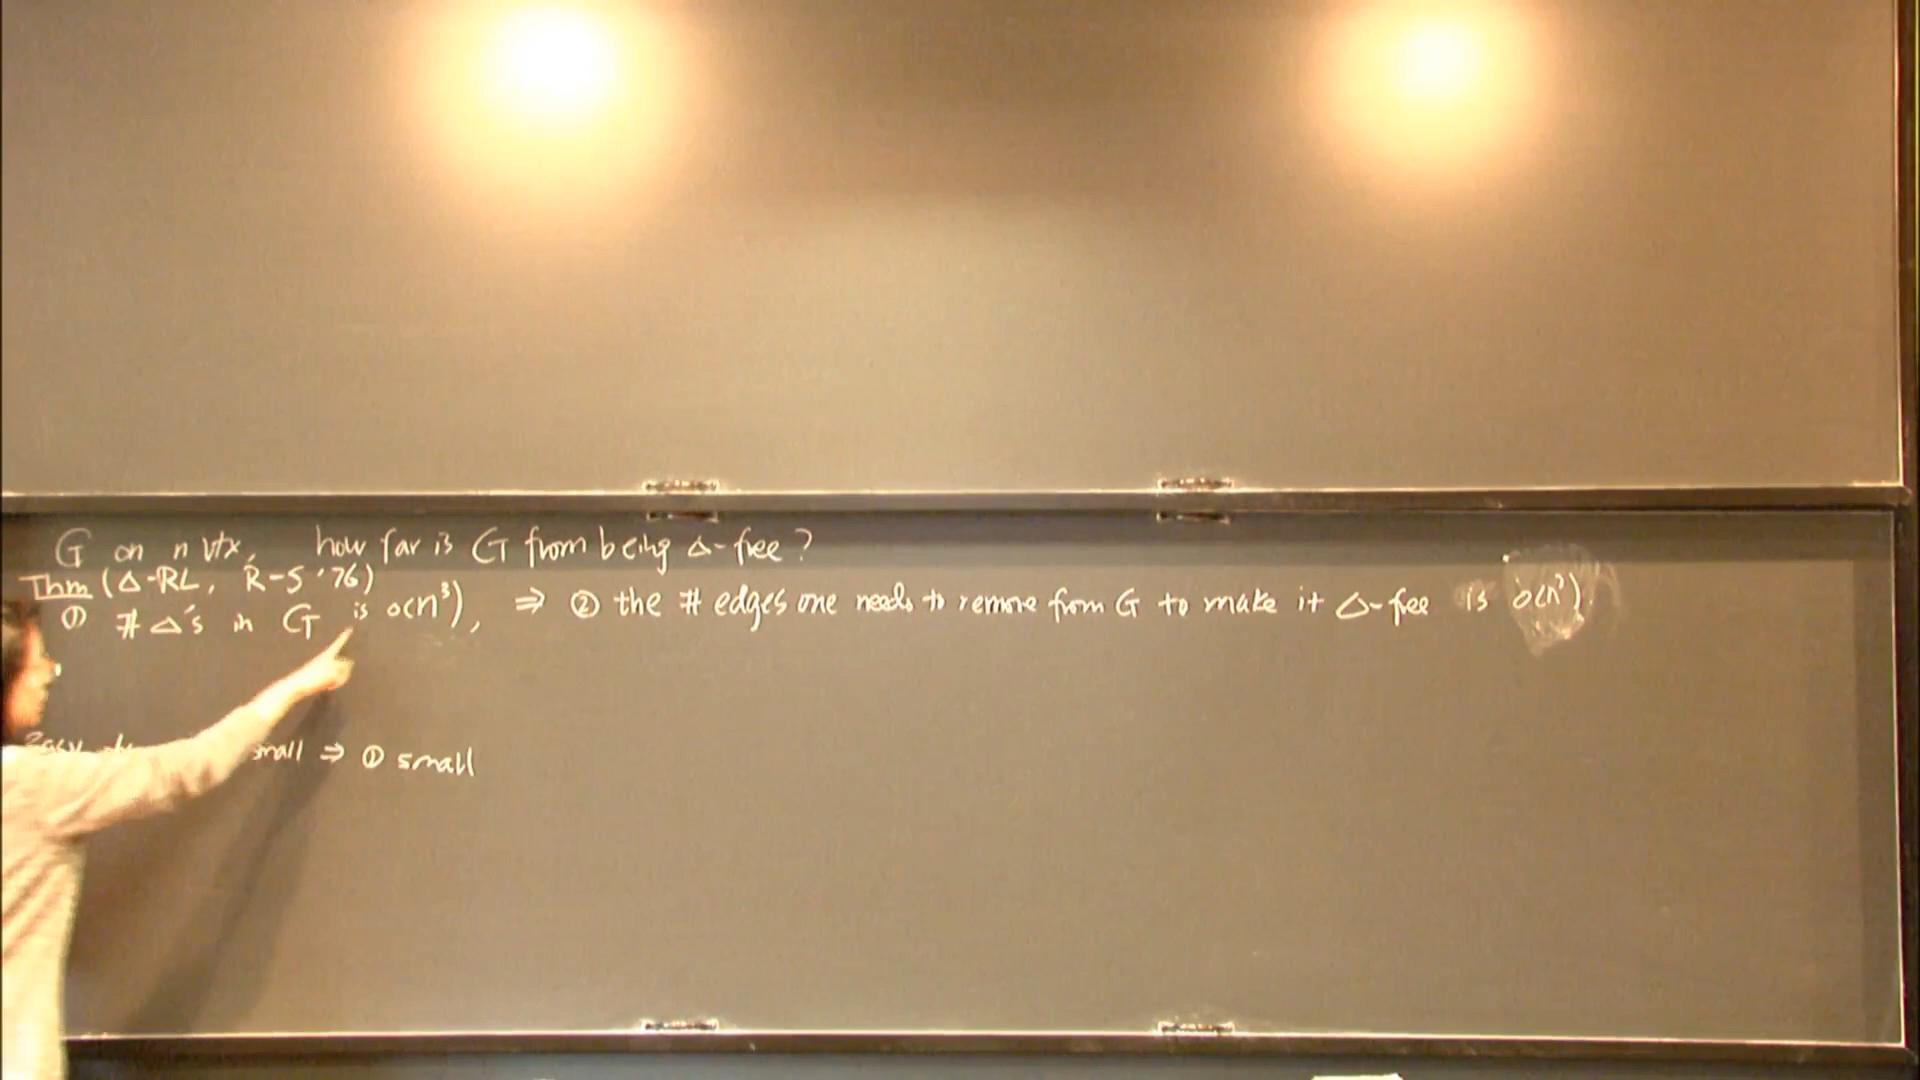 G on n vtx, how far is G from being Δ-free?
Thm (Δ-RL, R-S '76)
① # Δ's in G is o(n³), ⇒ ② the # edges one needs to remove from G to make it Δ-free is o(n²).
Easy small ⇒ ① small